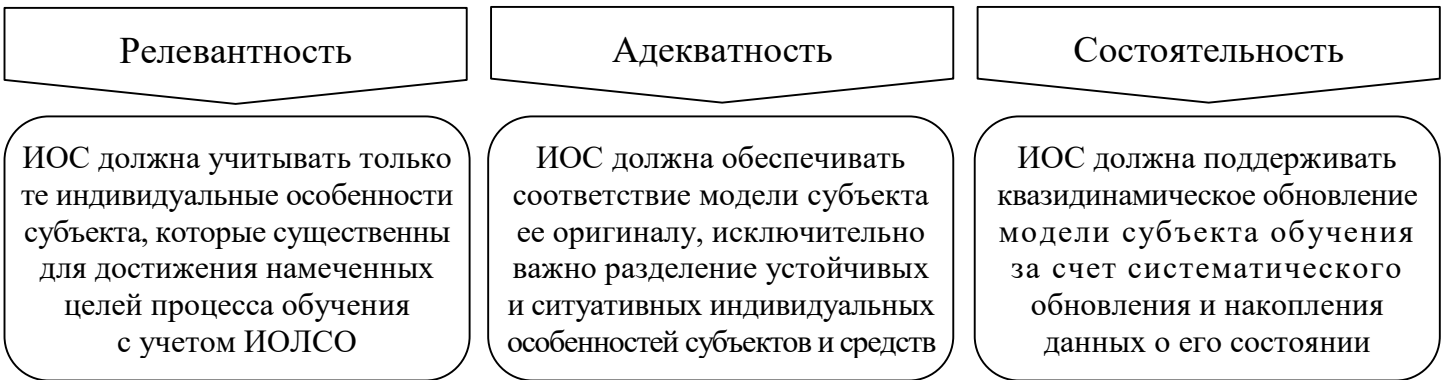 Релевантность
ИОС должна учитывать только
те индивидуальные особенности
субъекта, которые существенны
для достижения намеченных
целей процесса обучения
с учетом ИОЛСО
Адекватность
ИОС должна обеспечивать
соответствие модели субъекта
ее оригиналу, исключительно
важно разделение устойчивых
и ситуативных индивидуальных
особенностей субъектов и средств
Состоятельность
ИОС должна поддерживать
квазидинамическое обновление
модели субъекта обучения
за счет систематического
обновления и накопления
данных о его состоянии